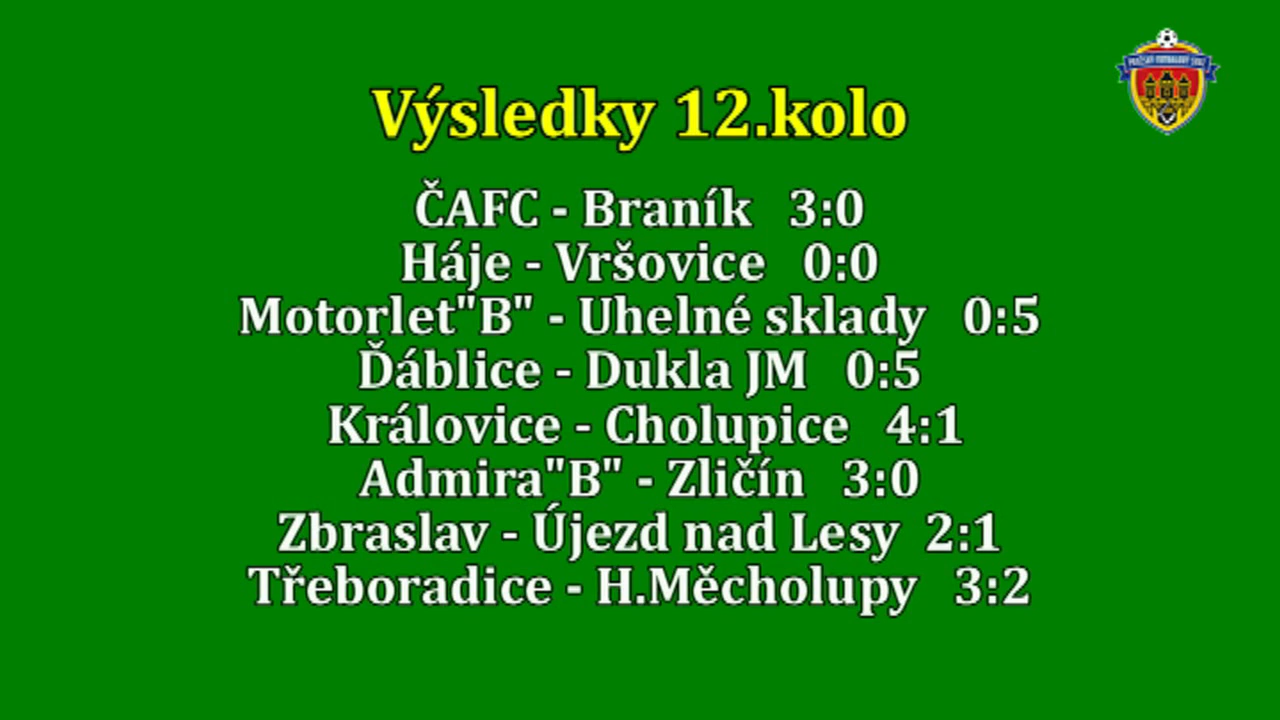 Výsledky 12.kolo
ČAFC - Braník 3:0
Háje - Vršovice 0:0
Motorlet"B" - Uhelné sklady 0:5
Ďáblice - Dukla JM 0:5
Královice - Cholupice 4:1
Admira"B" - Zličín 3:0
Zbraslav - Újezd nad Lesy 2:1
Třeboradice - H.Měcholupy 3:2